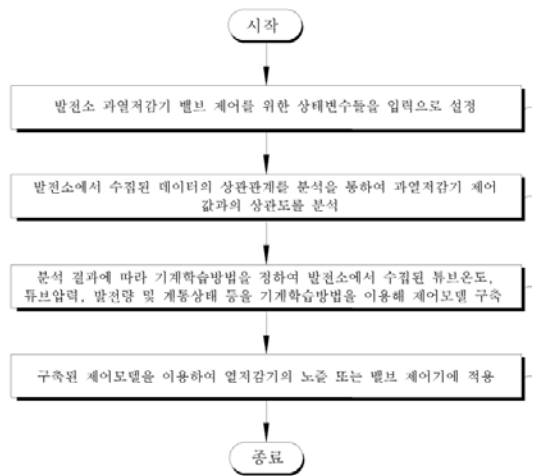 시작
발전소 과열저감기 밸브 제어를 위한 상태변수들을 입력으로 설정
발전소에서 수집된 데이터의 상관관계를 분석을 통하여 과열저감기 제어
값과의 상관도를 분석
분석 결과에 따라 기계학습방법을 정하여 발전소에서 수집된 튜브온도,
튜브압력, 발전량 및 계통상태 등을 기계학습방법을 이용해 제어모델 구축
구축된 제어모델을 이용하여 열저감기의 노즐 또는 밸브 제어기에 적용
종료